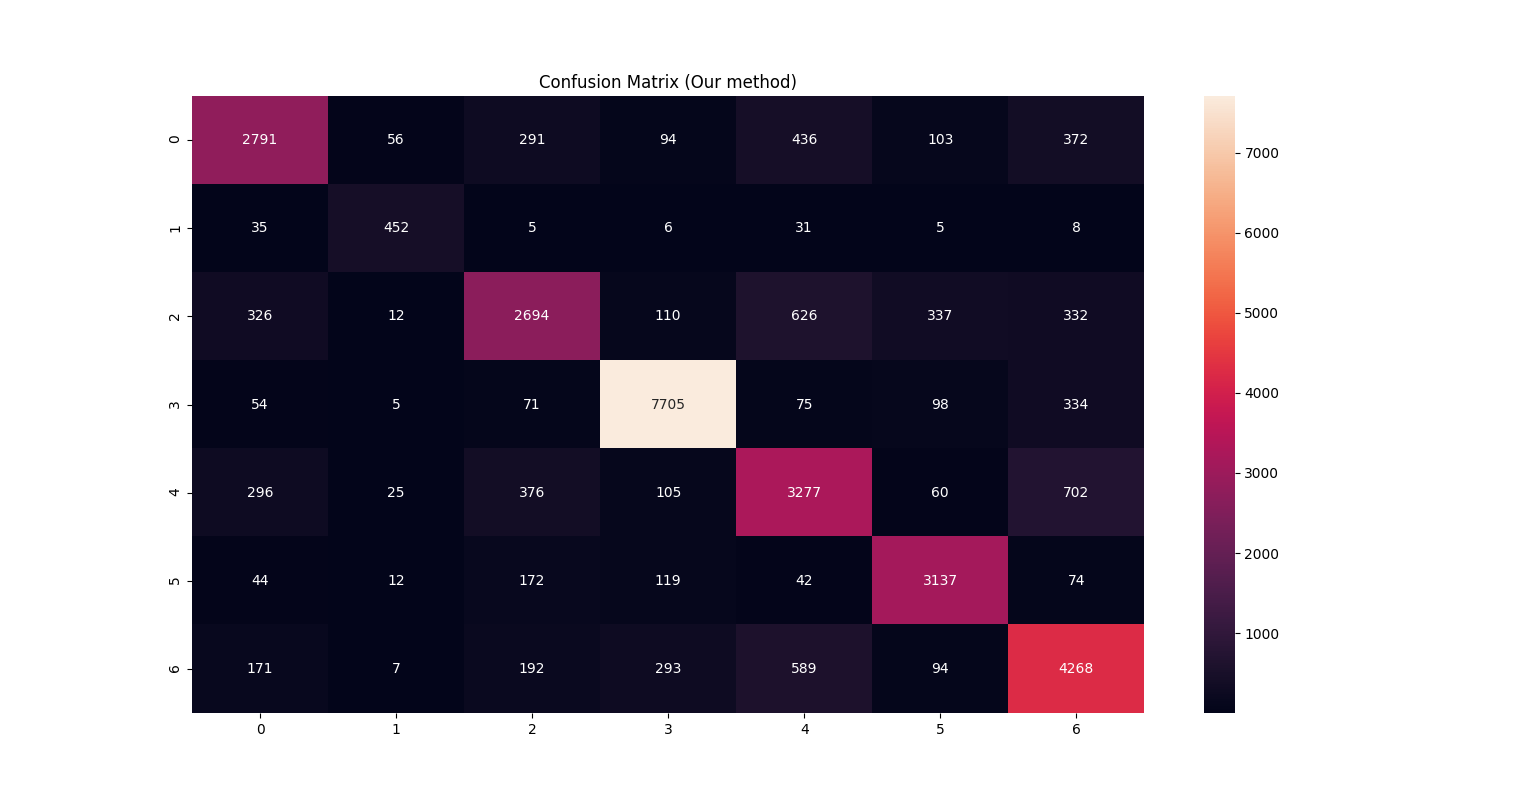 Confusion Matrix (Our method)
0 2791 56 291 94 436 103 372
1 35 452 5 6 31 5 8
2 326 12 2694 110 626 337 332
3 54 5 71 7705 75 98 334
4 296 25 376 105 3277 60 702
5 44 12 172 119 42 3137 74
6 171 7 192 293 589 94 4268
0 1 2 3 4 5 6
7000
6000
5000
4000
3000
2000
1000